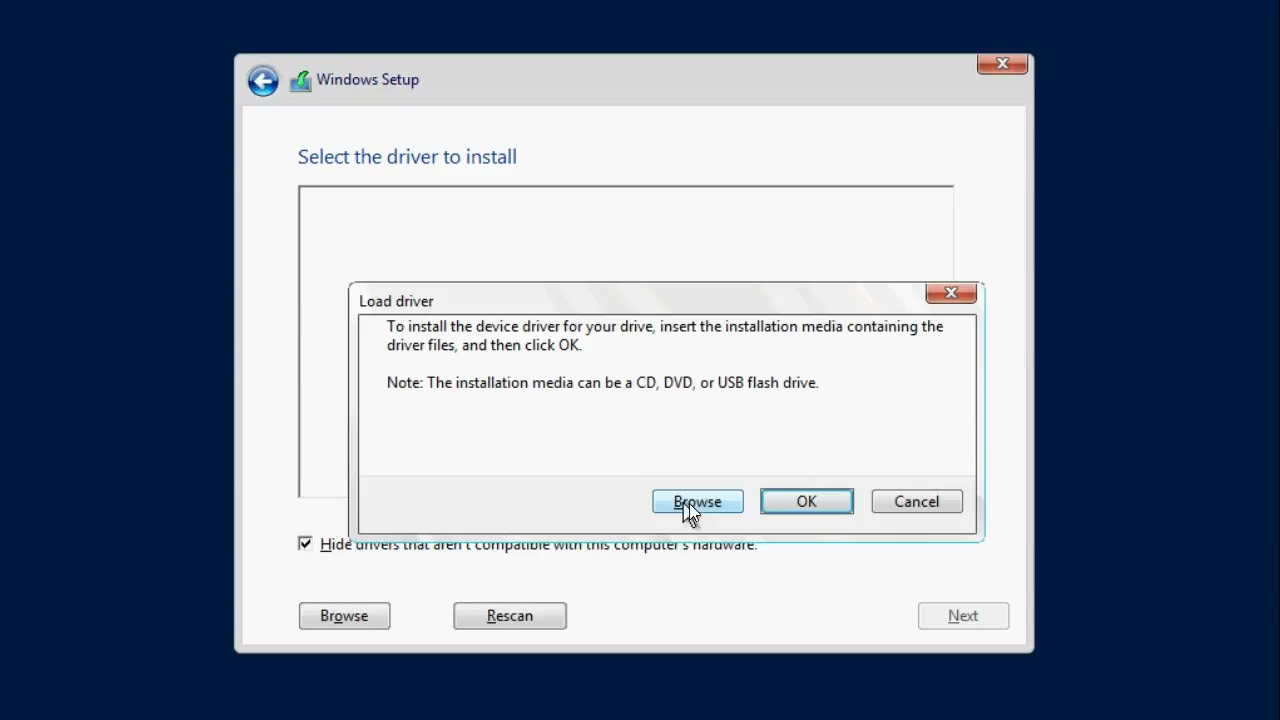 Windows Setup
Select the driver to install
Load driver
To install the device driver for your drive, insert the installation media containing the
driver files, and then click OK.
Note: The installation media can be a CD, DVD, or USB flash drive.
Browse
OK
Cancel
Hide drivers that aren't compatible with this computer's hardware.
Browse
Rescan
Next